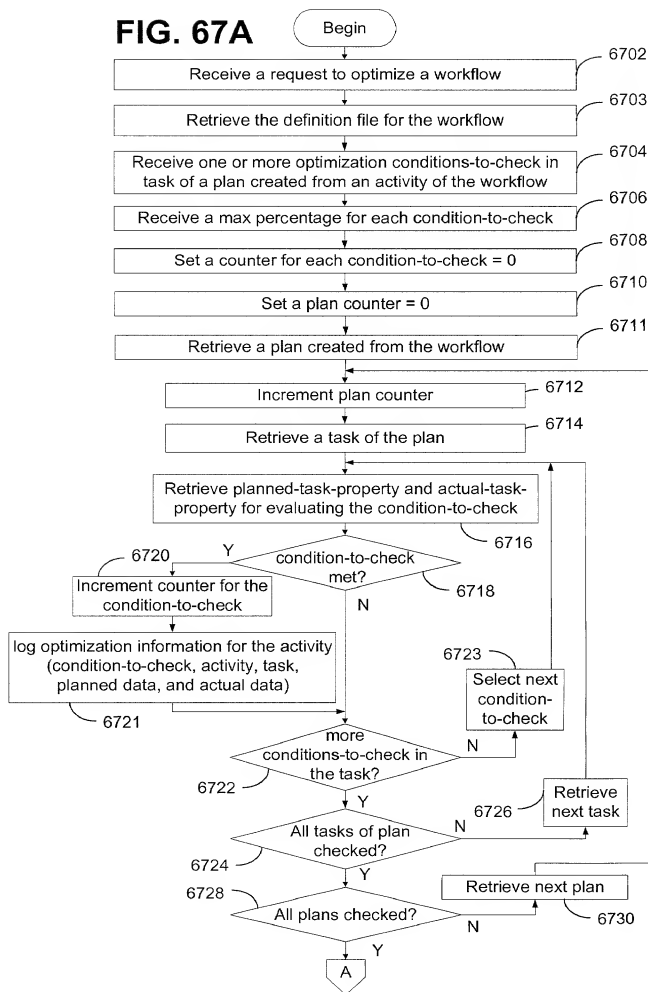 FIG. 67A
Begin
Receive a request to optimize a workflow
6702
Retrieve the definition file for the workflow
6703
Receive one or more optimization conditions-to-check in
task of a plan created from an activity of the workflow
6704
Receive a max percentage for each condition-to-check
6706
Set a counter for each condition-to-check = 0
6708
Set a plan counter = 0
6710
Retrieve a plan created from the workflow
6711
Increment plan counter
6712
Retrieve a task of the plan
6714
Retrieve planned-task-property and actual-task-
property for evaluating the condition-to-check
6716
condition-to-check
met?
6718
Y
N
6720
Increment counter for the
condition-to-check
log optimization information for the activity
(condition-to-check, activity, task,
planned data, and actual data)
6721
more
conditions-to-check in
the task?
6722
N
Y
6723
Select next
condition-
to-check
All tasks of plan
checked?
6724
N
Y
6726
Retrieve
next task
6728
All plans checked?
N
Y
Retrieve next plan
6730
A